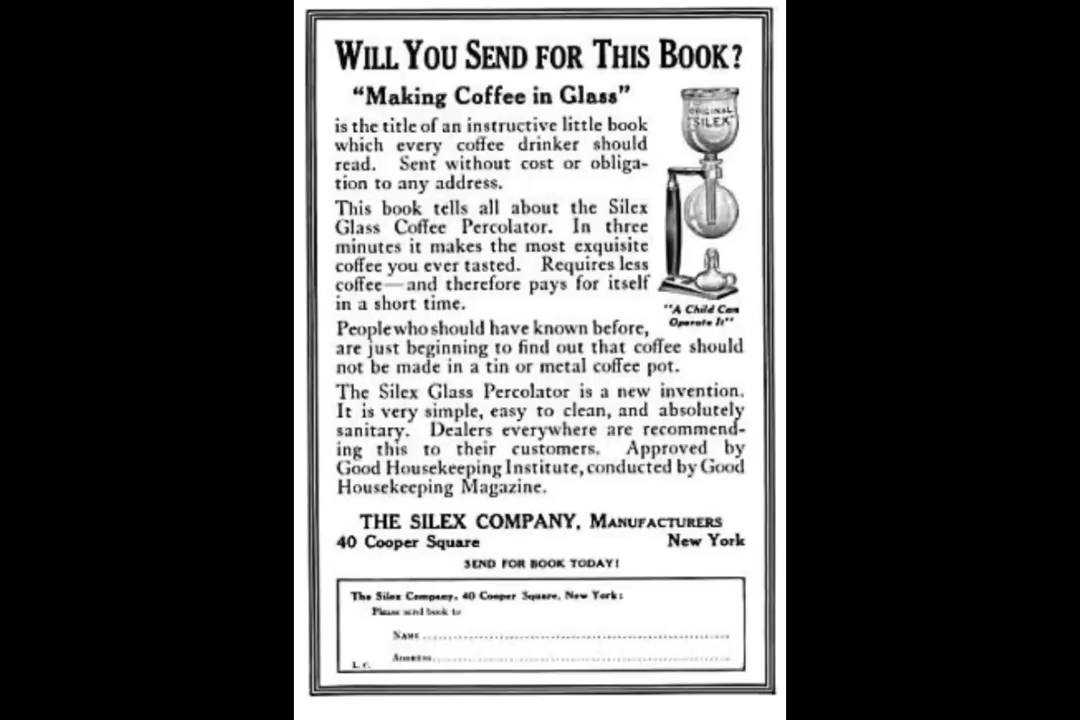 WILL YOU SEND FOR THIS BOOK?
"Making Coffee in Glass"
is the title of an instructive little book
which every coffee drinker should
read. Sent without cost or obliga-
tion to any address.
ORIGINAL
"SILEX"
This book tells all about the Silex
Glass Coffee Percolator. In three
minutes it makes the most exquisite
coffee you ever tasted. Requires less
coffee—and therefore pays for itself
in a short time.
"A Child Can
Operate It"
People who should have known before,
are just beginning to find out that coffee should
not be made in a tin or metal coffee pot.
The Silex Glass Percolator is a new invention.
It is very simple, easy to clean, and absolutely
sanitary. Dealers everywhere are recommend-
ing this to their customers. Approved by
Good Housekeeping Institute, conducted by Good
Housekeeping Magazine.
THE SILEX COMPANY, MANUFACTURERS
40 Cooper Square New York
SEND FOR BOOK TODAY!
The Silex Company, 40 Cooper Square, New York:
Please send book to
NAME
ADDRESS